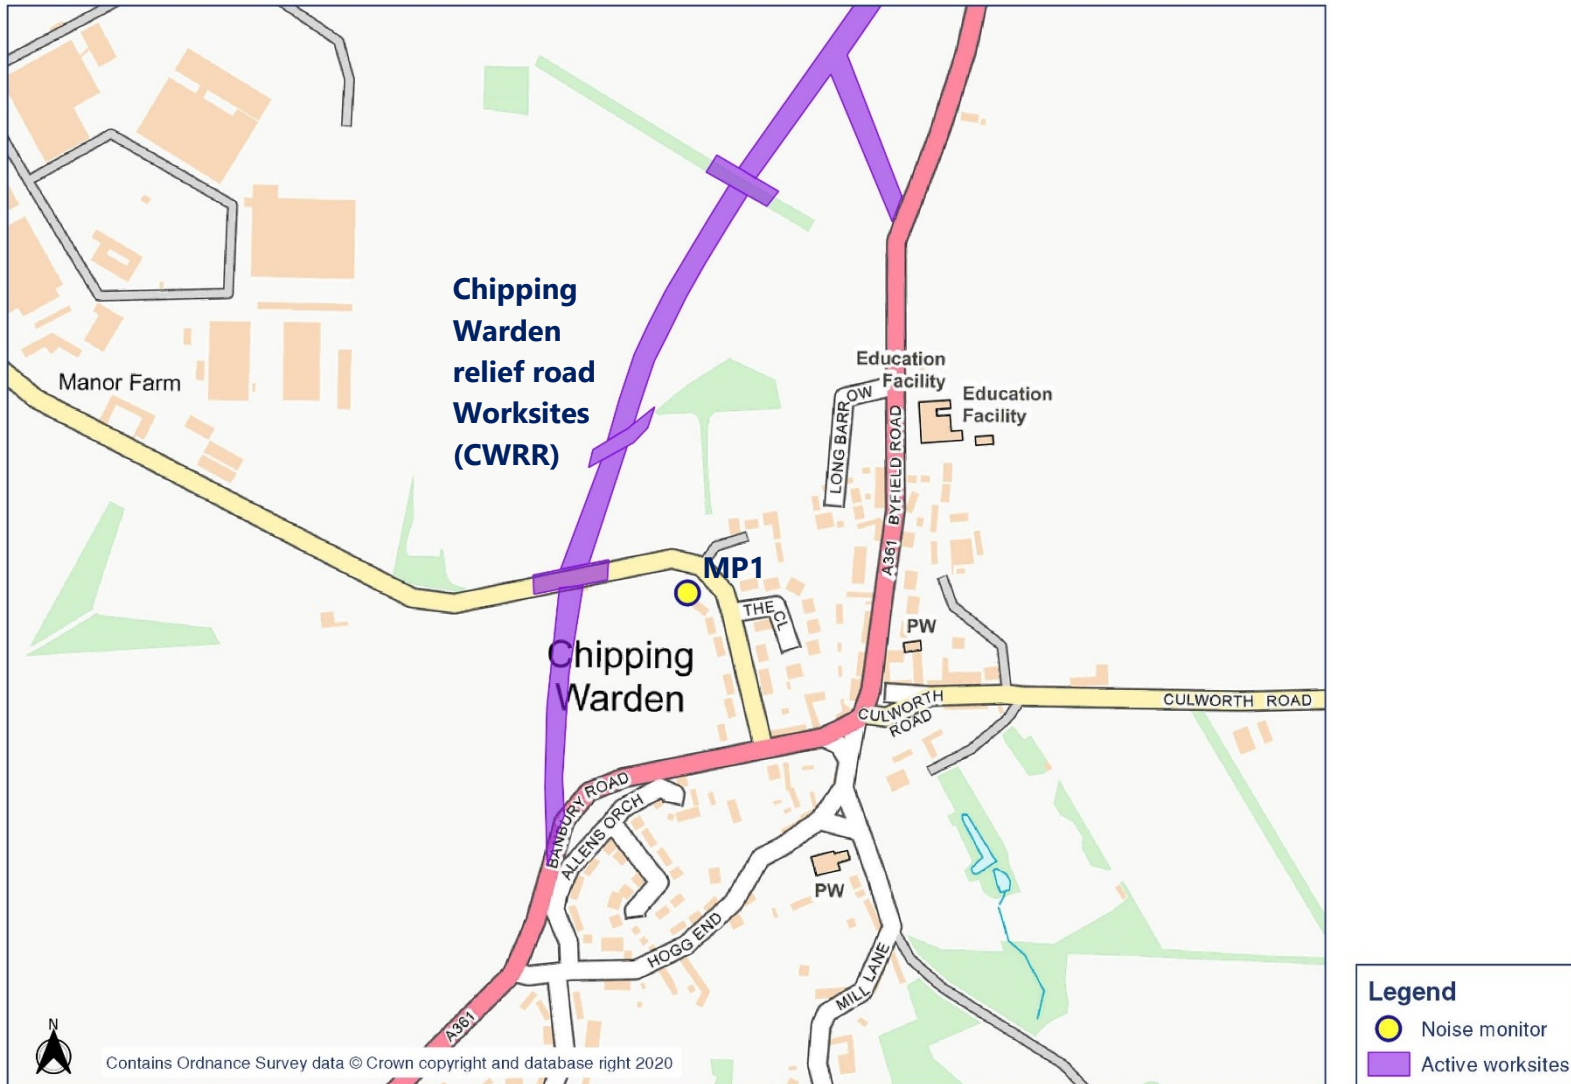 Chipping
Warden
relief road
Worksites
(CWRR)
Manor Farm
Education
Facility
Education
Facility
LONG BARROW
BYFIELD ROAD
A361
MP1
THE CL
PW
Chipping
Warden
CULWORTH
ROAD
CULWORTH ROAD
BANBURY ROAD
ALLENS ORCH
PW
HOGG END
MILL LANE
A361
N
Contains Ordnance Survey data © Crown copyright and database right 2020
Legend
Noise monitor
Active worksites